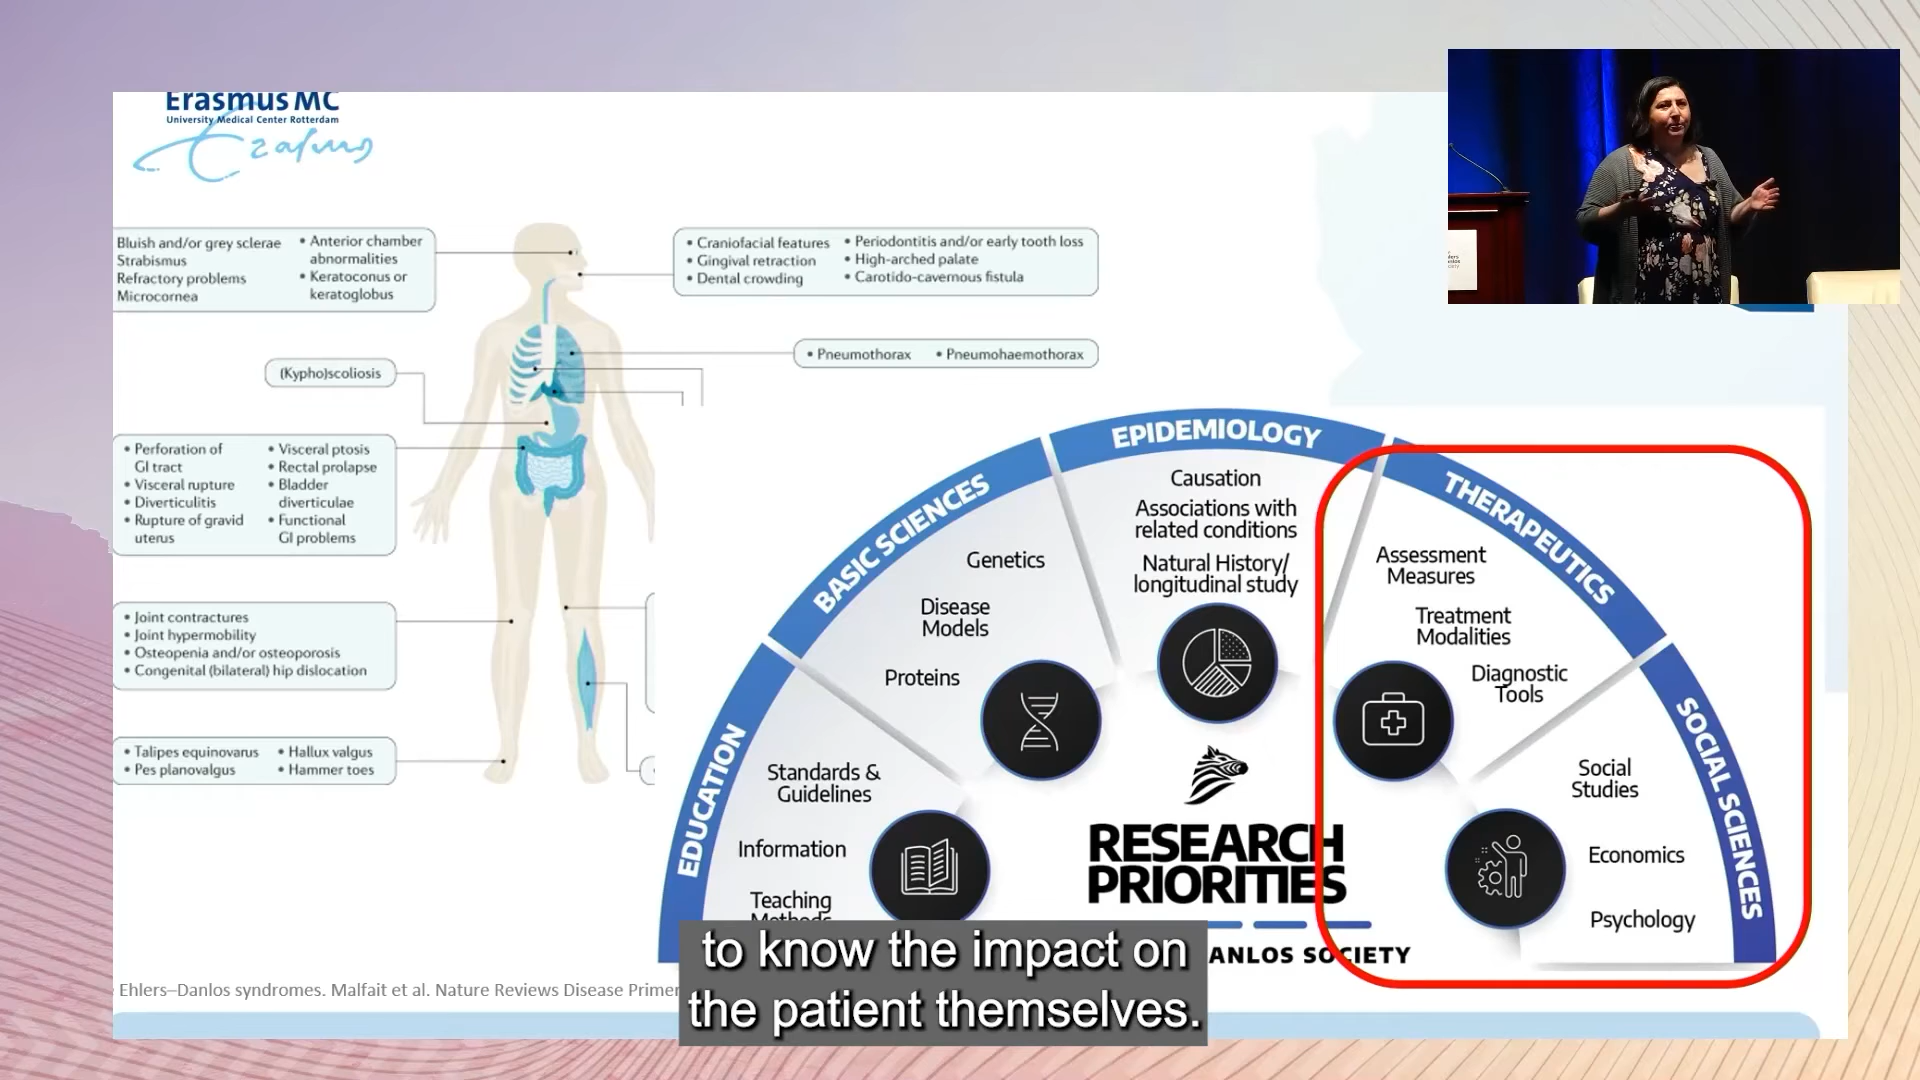 Erasmus MC
University Medical Center Rotterdam
Erasmus
Bluish and/or grey sclerae
Strabismus
Refractory problems
Microcornea
• Anterior chamber
abnormalities
• Keratoconus or
keratoglobus
• Craniofacial features
• Gingival retraction
• Dental crowding
• Periodontitis and/or early tooth loss
• High-arched palate
• Carotido-cavernous fistula
• Pneumothorax
• Pneumohaemothorax
(Kypho)scoliosis
• Perforation of
GI tract
• Visceral rupture
• Diverticulitis
• Rupture of gravid
uterus
• Visceral ptosis
• Rectal prolapse
• Bladder
diverticulae
• Functional
GI problems
• Joint contractures
• Joint hypermobility
• Osteopenia and/or osteoporosis
• Congenital (bilateral) hip dislocation
• Talipes equinovarus
• Pes planovalgus
• Hallux valgus
• Hammer toes
EDUCATION
Standards &
Guidelines
Information
Teaching
Methods
BASIC SCIENCES
Genetics
Disease
Models
Proteins
EPIDEMIOLOGY
Causation
Associations with
related conditions
Natural History/
longitudinal study
THERAPEUTICS
Assessment
Measures
Treatment
Modalities
Diagnostic
Tools
SOCIAL SCIENCES
Social
Studies
Economics
Psychology
RESEARCH
PRIORITIES
ANLOS SOCIETY
Ehlers–Danlos syndromes. Malfait et al. Nature Reviews Disease Primer
to know the impact on
the patient themselves.